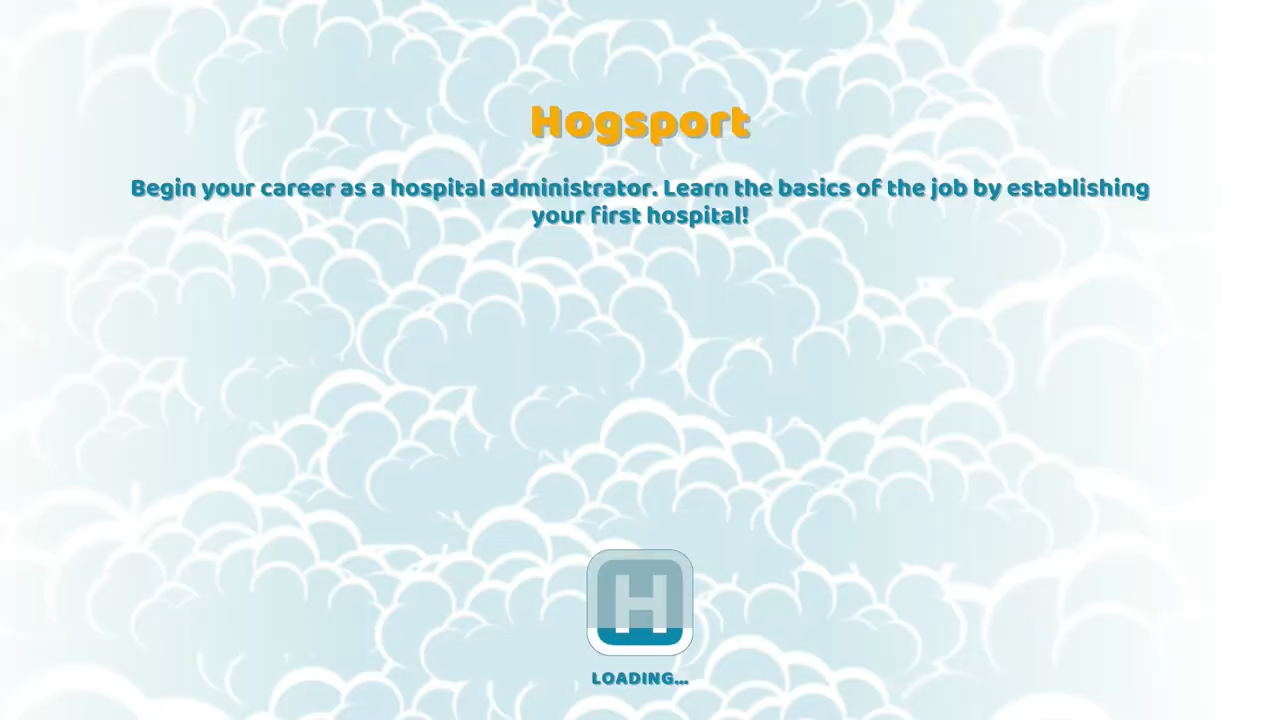 Hogsport
Begin your career as a hospital administrator. Learn the basics of the job by establishing
your first hospital!
H
LOADING...